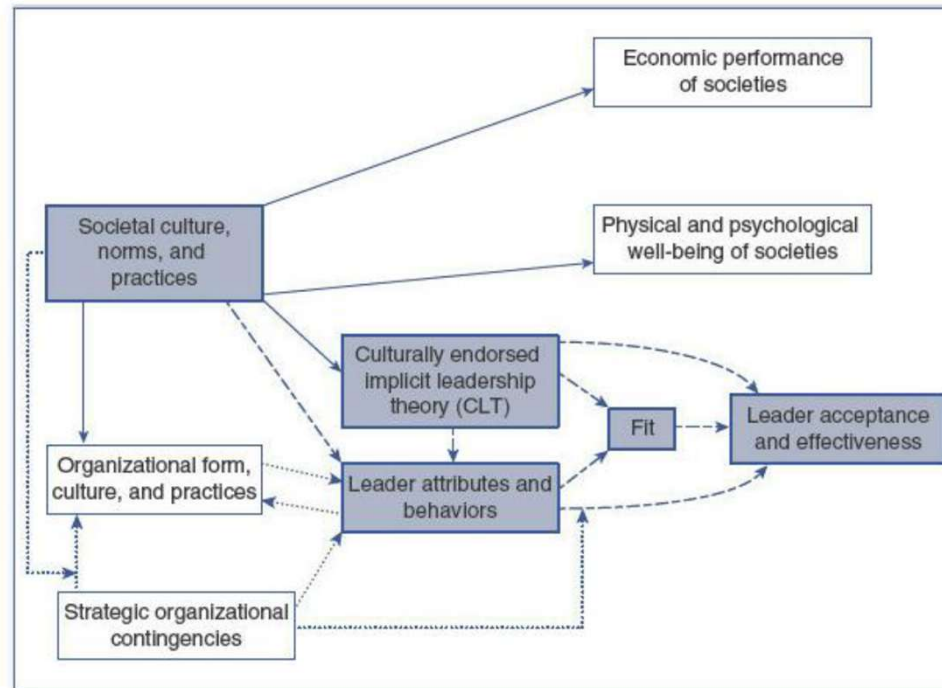 Economic performance
of societies
Societal culture,
norms, and
practices
Physical and psychological
well-being of societies
Culturally endorsed
implicit leadership
theory (CLT)
Fit
Leader acceptance
and effectiveness
Organizational form,
culture, and practices
Leader attributes and
behaviors
Strategic organizational
contingencies